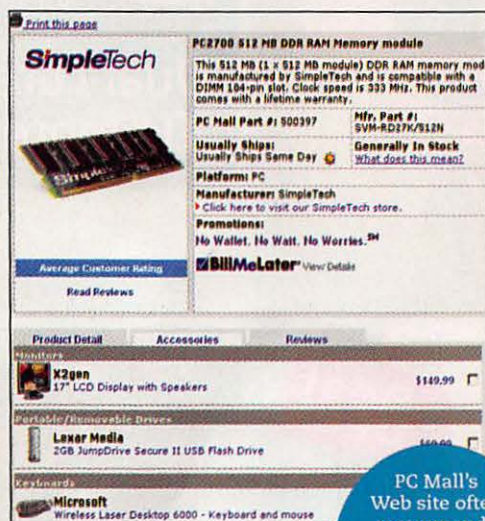 Print this page
SimpleTech
PC2700 512 MB DDR RAM Memory module
This 512 MB (1 x 512 MB module) DDR RAM memory mod
is manufactured by SimpleTech and is compatible with a
DIMM 184-pin slot. Clock speed is 333 MHz. This product
comes with a lifetime warranty.
PC Mall Part #: 500397
Mfr. Part #:
SVM-RD27K/512N
Usually Ships:
Usually Ships Same Day
Generally In Stock
What does this mean?
Platform: PC
Manufacturer: SimpleTech
Click here to visit our SimpleTech store.
Promotions:
No Wallet. No Wait. No Worries.SM
BillMeLater View Details
Simple
Average Customer Rating
Read Reviews
Product Detail
Accessories
Reviews
Monitors
X2gen
17" LCD Display with Speakers
$149.99
Portable/Removable Drives
Lexar Media
2GB JumpDrive Secure II USB Flash Drive
Keyboards
Microsoft
Wireless Laser Desktop 6000 - Keyboard and mouse
PC Mall's
Web site ofte